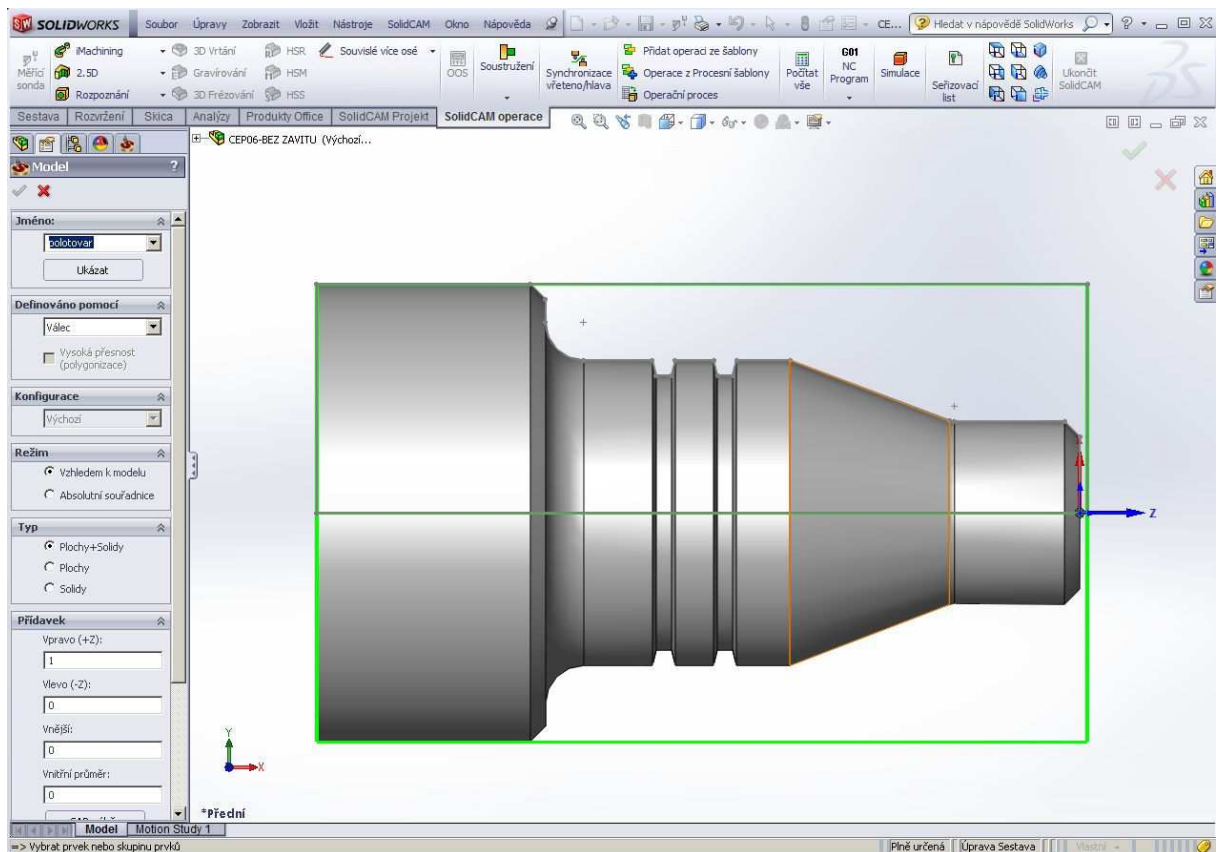 SOLIDWORKS Soubor Úpravy Zobrazit Vložit Nástroje SolidCAM Okno Nápověda CE... Hledat v nápovědě SolidWorks
iMachining 3D Vrtání HSR Souvislé více osé Přidat operaci ze šablony G01
Měřící sonda 2.5D Gravírování HSM OOS Soustružení Synchronizace vřeteno/hlava Operace z Procesní šablony Počítat vše NC Program Simulace Seřizovací list Ukončit SolidCAM
Rozpoznání 3D Frézování HSS Operační proces
Sestava Rozvržení Skica Analýzy Produkty Office SolidCAM Projekt SolidCAM operace
CEP06-BEZ ZAVITU (Výchozí...
Model ?
Jméno:
polotovar
Ukázat
Definováno pomocí
Válec
Vysoká přesnost
(polygonizace)
Konfigurace
Výchozí
Režim
Vzhledem k modelu
Absolutní souřadnice
Typ
Plochy+Solidy
Plochy
Solidy
Z
Přídavek
Vpravo (+Z):
1
Vlevo (-Z):
0
Vnější:
0
Vnitřní průměr:
0
Y
X
*Přední
Model Motion Study 1
=> Vybrat prvek nebo skupinu prvků Plně určená Úprava Sestava Vlastní